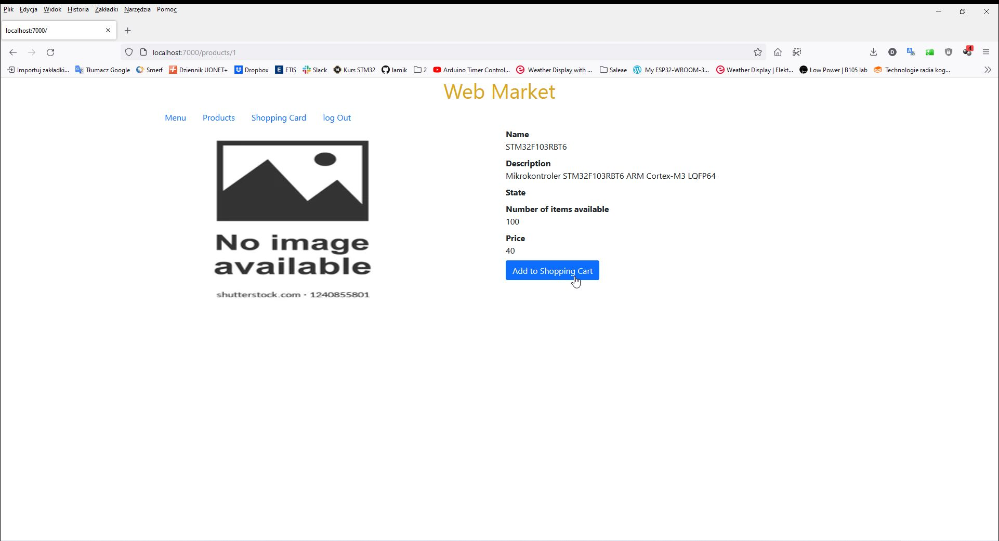 Plik Edycja Widok Historia Zakładki Narzędzia Pomoc
localhost:7000/
localhost:7000/products/1
D
4
Importuj zakładki... Tłumacz Google Smerf Dziennik UONET+ Dropbox E ETIS Slack Kurs STM32 lamik 2 Arduino Timer Control... Weather Display with ... Saleae My ESP32-WROOM-3... Weather Display | Elekt... Low Power | B105 lab Technologie radia kog...
Web Market
Menu Products Shopping Card log Out
No image
available
shutterstock.com · 1240855801
Name
STM32F103RBT6
Description
Mikrokontroler STM32F103RBT6 ARM Cortex-M3 LQFP64
State
Number of items available
100
Price
40
Add to Shopping Cart